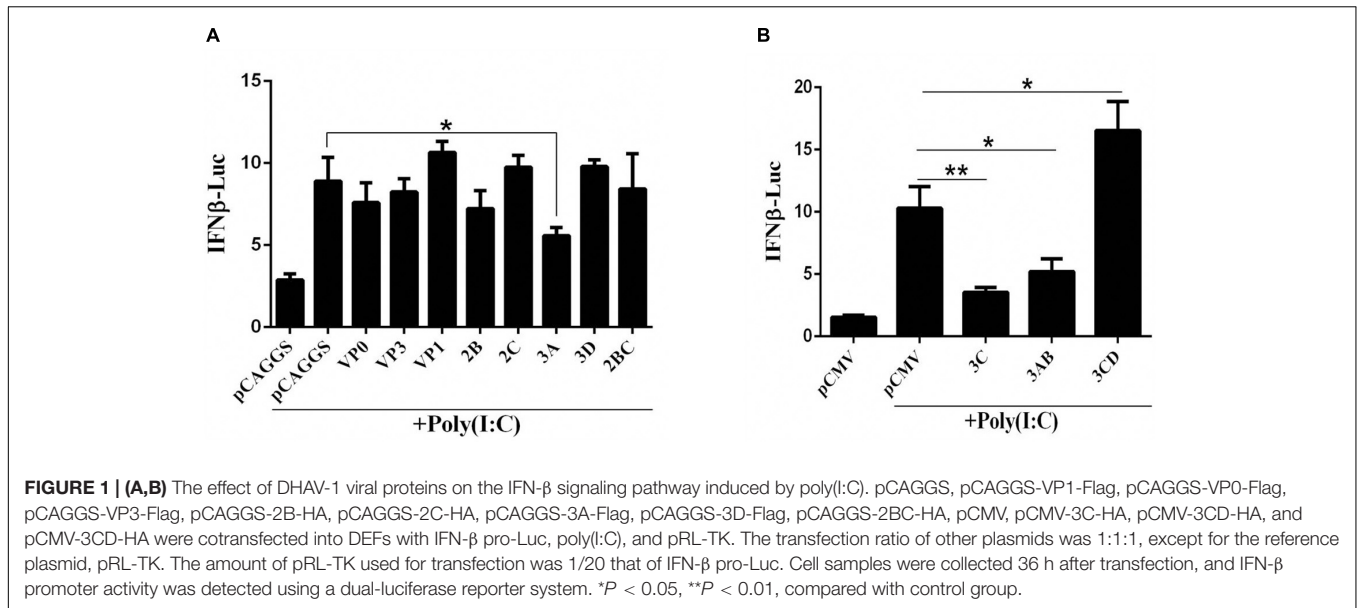 A
IFNβ-Luc
15
10
5
0
*
pCAGGS
pCAGGS
VP0
VP3
VP1
2B
2C
3A
3D
2BC
+Poly(I:C)
B
IFNβ-Luc
20
15
10
5
0
*
*
**
pCMV
pCMV
3C
3AB
3CD
+Poly(I:C)
FIGURE 1 | (A,B) The effect of DHAV-1 viral proteins on the IFN-β signaling pathway induced by poly(I:C). pCAGGS, pCAGGS-VP1-Flag, pCAGGS-VP0-Flag,
pCAGGS-VP3-Flag, pCAGGS-2B-HA, pCAGGS-2C-HA, pCAGGS-3A-Flag, pCAGGS-3D-Flag, pCAGGS-2BC-HA, pCMV, pCMV-3C-HA, pCMV-3CD-HA, and
pCMV-3CD-HA were cotransfected into DEFs with IFN-β pro-Luc, poly(I:C), and pRL-TK. The transfection ratio of other plasmids was 1:1:1, except for the reference
plasmid, pRL-TK. The amount of pRL-TK used for transfection was 1/20 that of IFN-β pro-Luc. Cell samples were collected 36 h after transfection, and IFN-β
promoter activity was detected using a dual-luciferase reporter system. *P < 0.05, **P < 0.01, compared with control group.